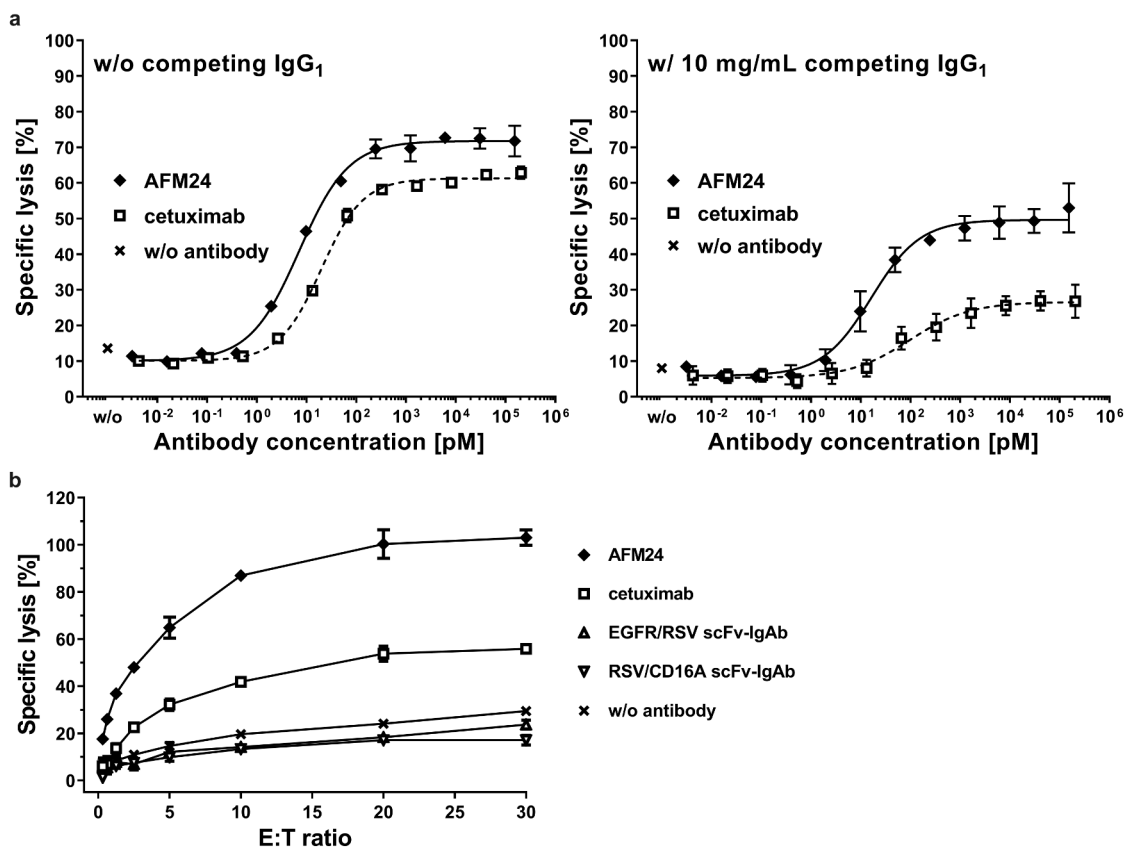 a
w/o competing IgG₁
Specific lysis [%]
100
90
80
70
60
50
40
30
20
10
0
AFM24
cetuximab
w/o antibody
w/o 10⁻² 10⁻¹ 10⁰ 10¹ 10² 10³ 10⁴ 10⁵ 10⁶
Antibody concentration [pM]
w/ 10 mg/mL competing IgG₁
Specific lysis [%]
100
90
80
70
60
50
40
30
20
10
0
AFM24
cetuximab
w/o antibody
w/o 10⁻² 10⁻¹ 10⁰ 10¹ 10² 10³ 10⁴ 10⁵ 10⁶
Antibody concentration [pM]
b
Specific lysis [%]
120
100
80
60
40
20
0
0 5 10 15 20 25 30
E:T ratio
AFM24
cetuximab
EGFR/RSV scFv-IgAb
RSV/CD16A scFv-IgAb
w/o antibody